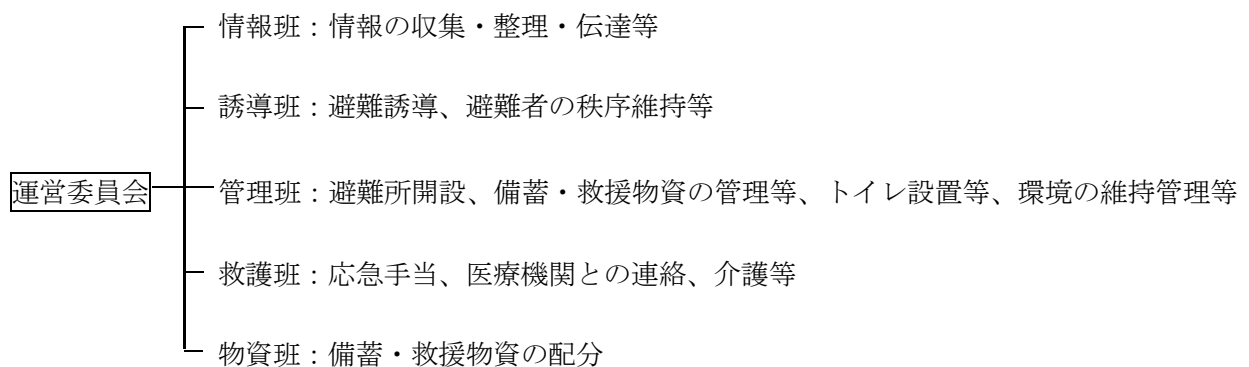 情報班：情報の収集・整理・伝達等
誘導班：避難誘導、避難者の秩序維持等
運営委員会
管理班：避難所開設、備蓄・救援物資の管理等、トイレ設置等、環境の維持管理等
救護班：応急手当、医療機関との連絡、介護等
物資班：備蓄・救援物資の配分